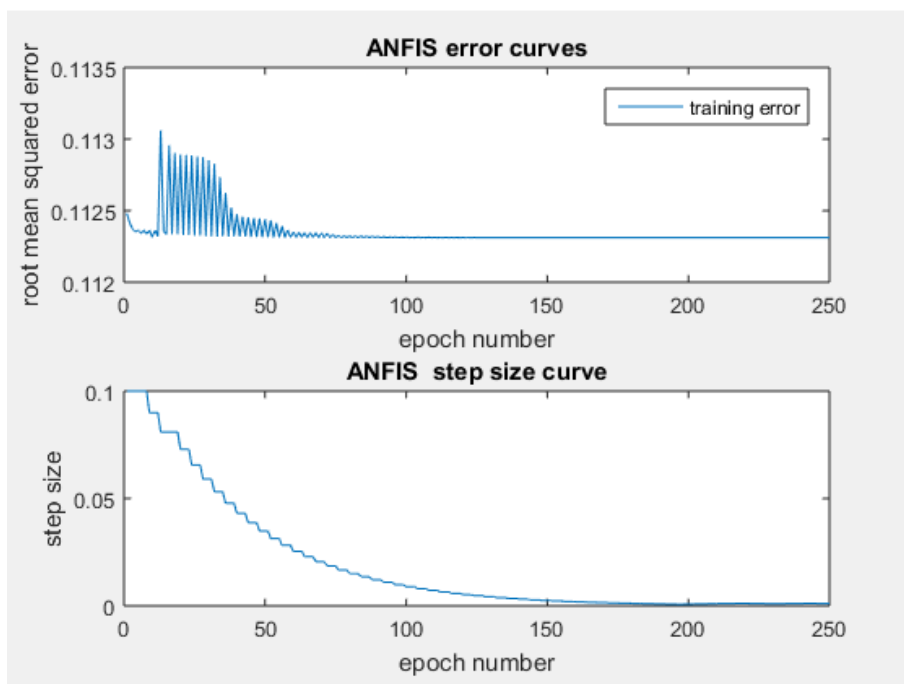 ANFIS error curves
root mean squared error
0.1135
0.113
0.1125
0.112
training error
0 50 100 150 200 250
epoch number
ANFIS step size curve
step size
0.1
0.05
0
0 50 100 150 200 250
epoch number